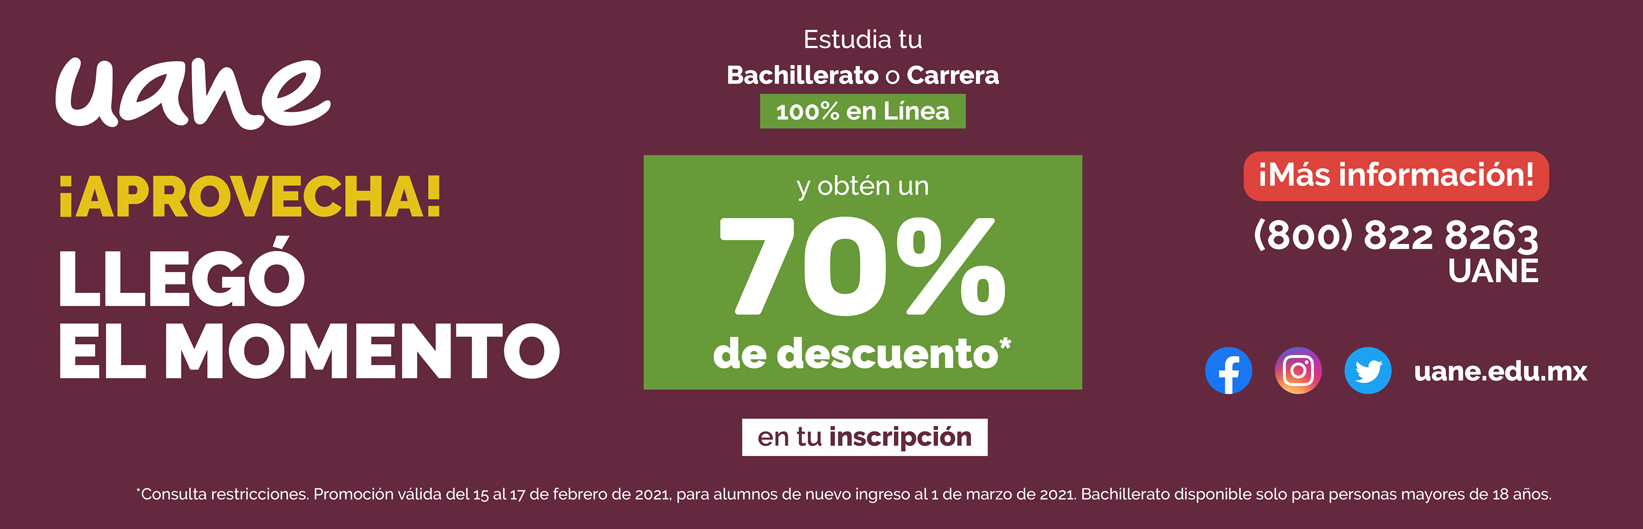 uane
¡APROVECHA!
LLEGÓ
EL MOMENTO
Estudia tu
Bachillerato o Carrera
100% en Línea
y obtén un
70%
de descuento*
en tu inscripción
¡Más información!
(800) 822 8263
UANE
uane.edu.mx
*Consulta restricciones. Promoción válida del 15 al 17 de febrero de 2021, para alumnos de nuevo ingreso al 1 de marzo de 2021. Bachillerato disponible solo para personas mayores de 18 años.